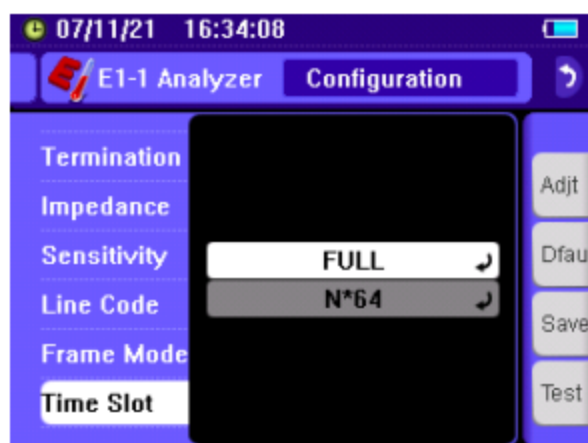 07/11/21 16:34:08
E1-1 Analyzer Configuration
Termination
Impedance
Sensitivity
Line Code
Frame Mode
Time Slot
FULL
N*64
Adjt
Dfau
Save
Test